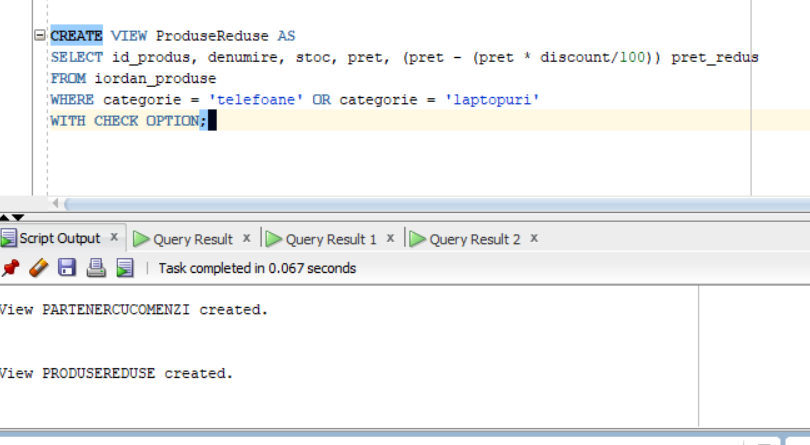 CREATE VIEW ProduseReduse AS
SELECT id_produs, denumire, stoc, pret, (pret - (pret * discount/100)) pret_redus
FROM iordan_produse
WHERE categorie = 'telefoane' OR categorie = 'laptopuri'
WITH CHECK OPTION;
Script Output x Query Result x Query Result 1 x Query Result 2 x
Task completed in 0.067 seconds
View PARTENERCUCOMENZI created.
View PRODUSEREDUSE created.